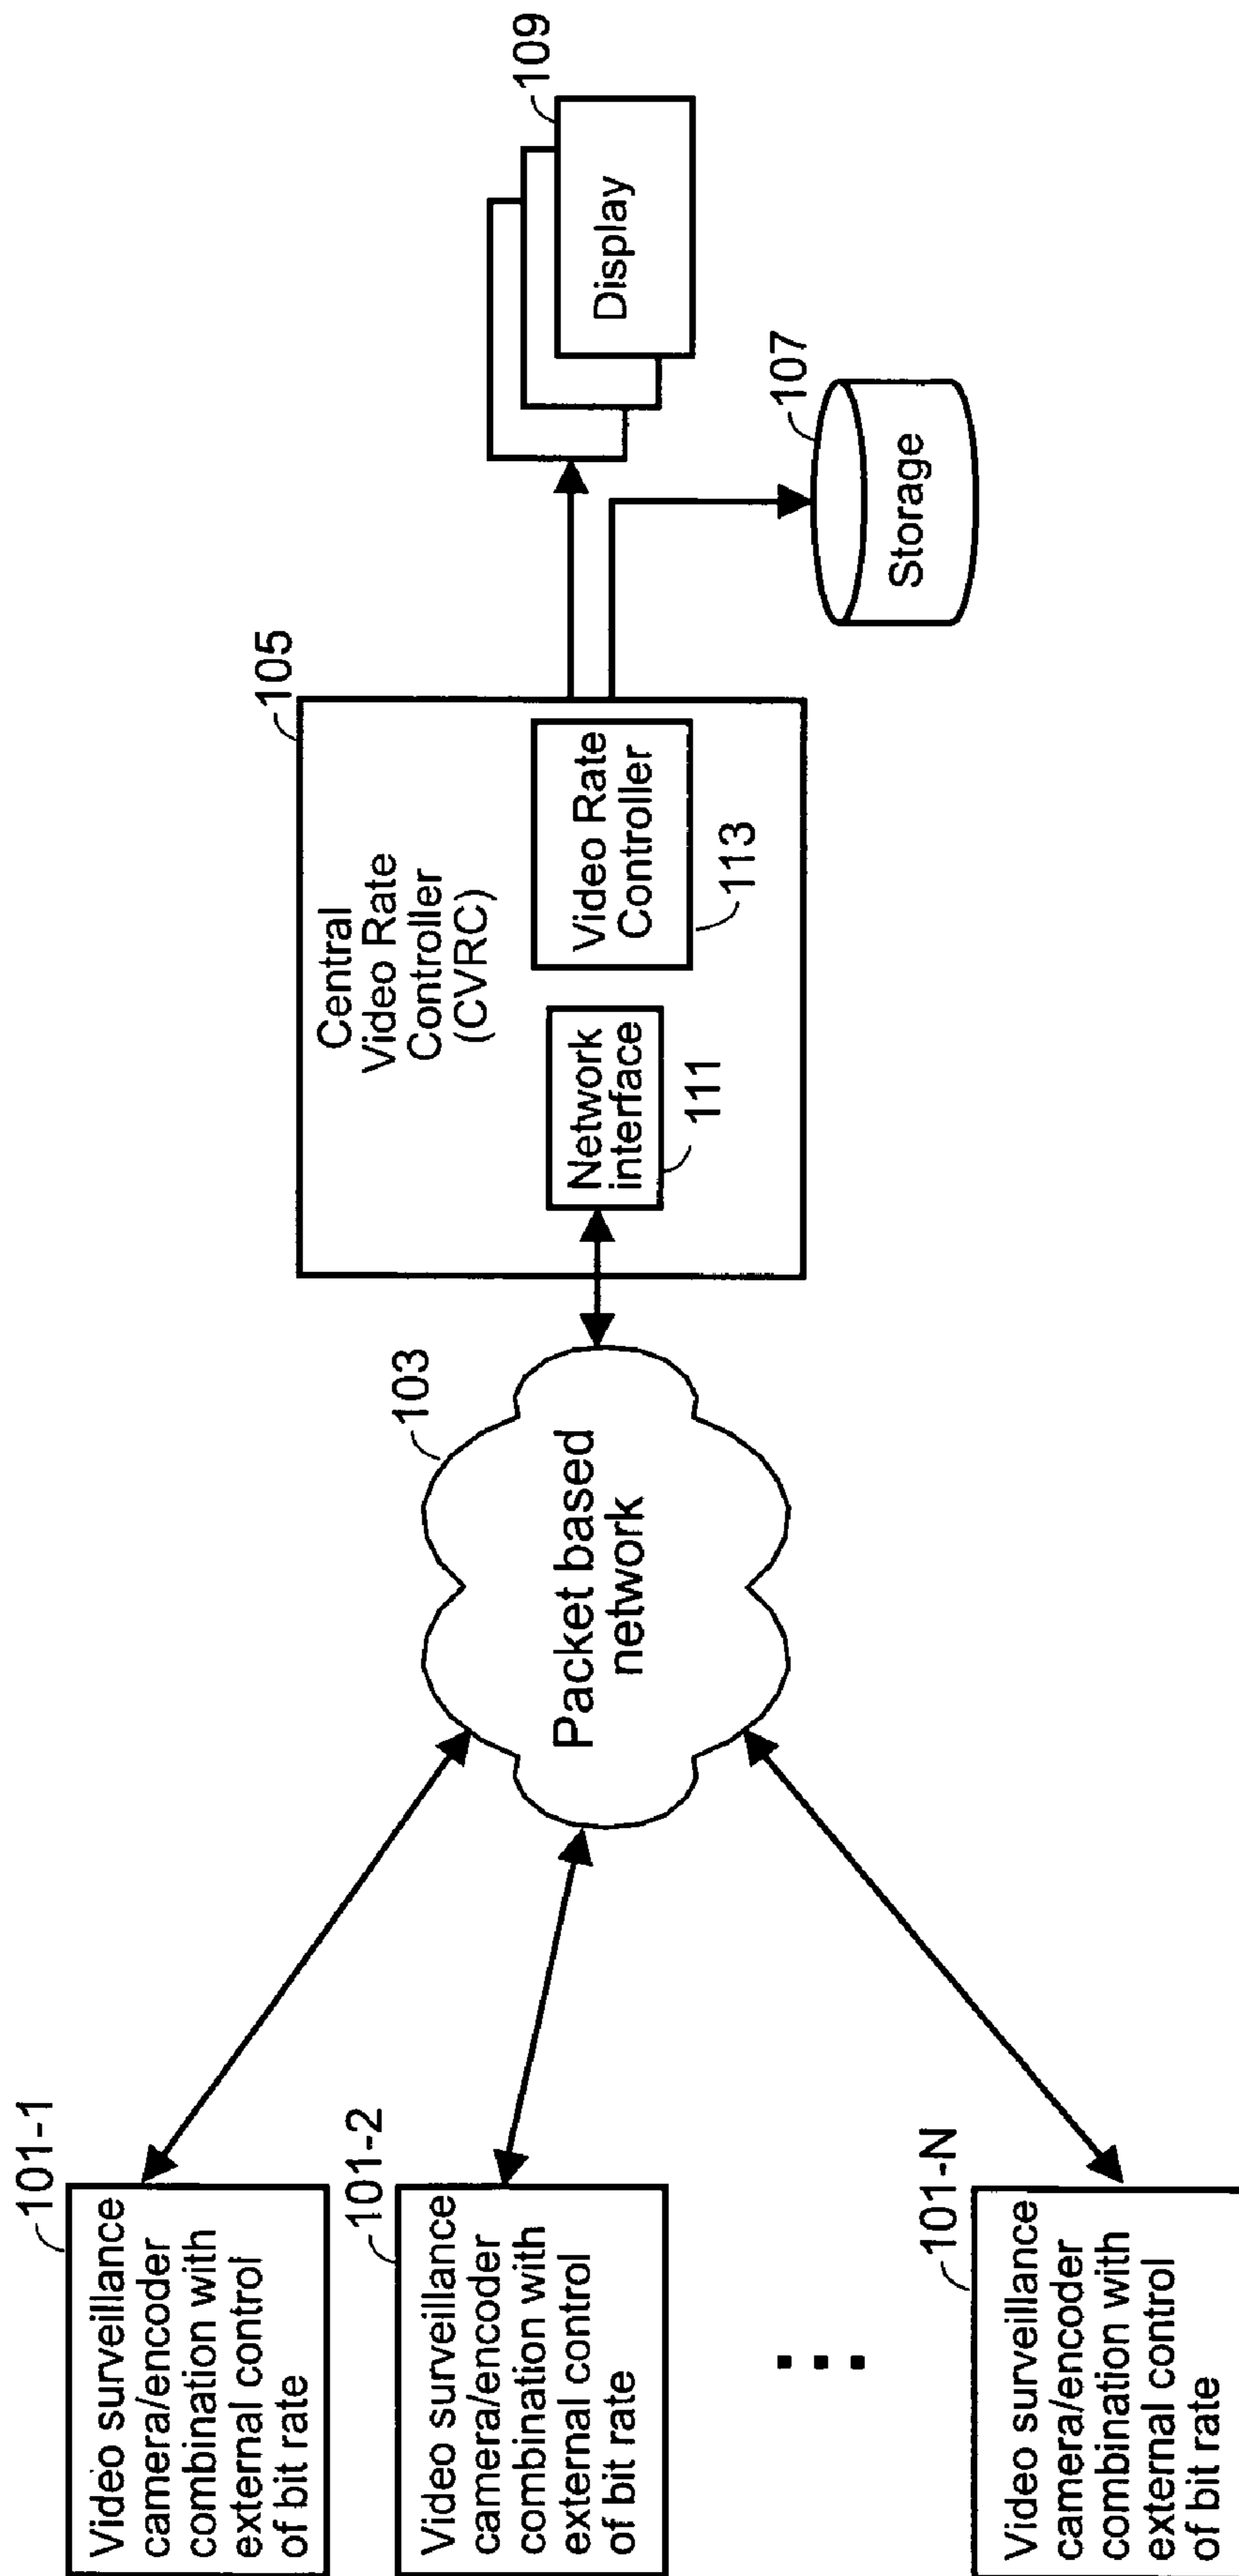 101-1
Video surveillance
camera/encoder
combination with
external control
of bit rate
101-2
Video surveillance
camera/encoder
combination with
external control
of bit rate
101-N
Video surveillance
camera/encoder
combination with
external control
of bit rate
103
Packet based
network
105
Central
Video Rate
Controller
(CVRC)
Network
interface
111
Video Rate
Controller
113
109
Display
107
Storage